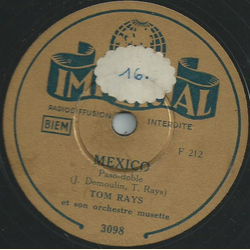 16.
IMPERIAL
RADIODIFFUSION INTERDITE
BIEM
F 212
MEXICO
Paso-doble
(J. Demoulin, T. Rays)
TOM RAYS
et son orchestre musette
3098